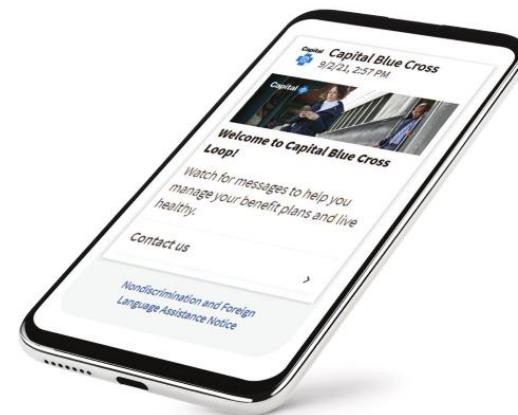 Capital
Capital Blue Cross
9/2/21, 2:57 PM
Capital
Welcome to Capital Blue Cross
Loop!
Watch for messages to help you
manage your benefit plans and live
healthy.
Contact us
Nondiscrimination and Foreign
Language Assistance Notice